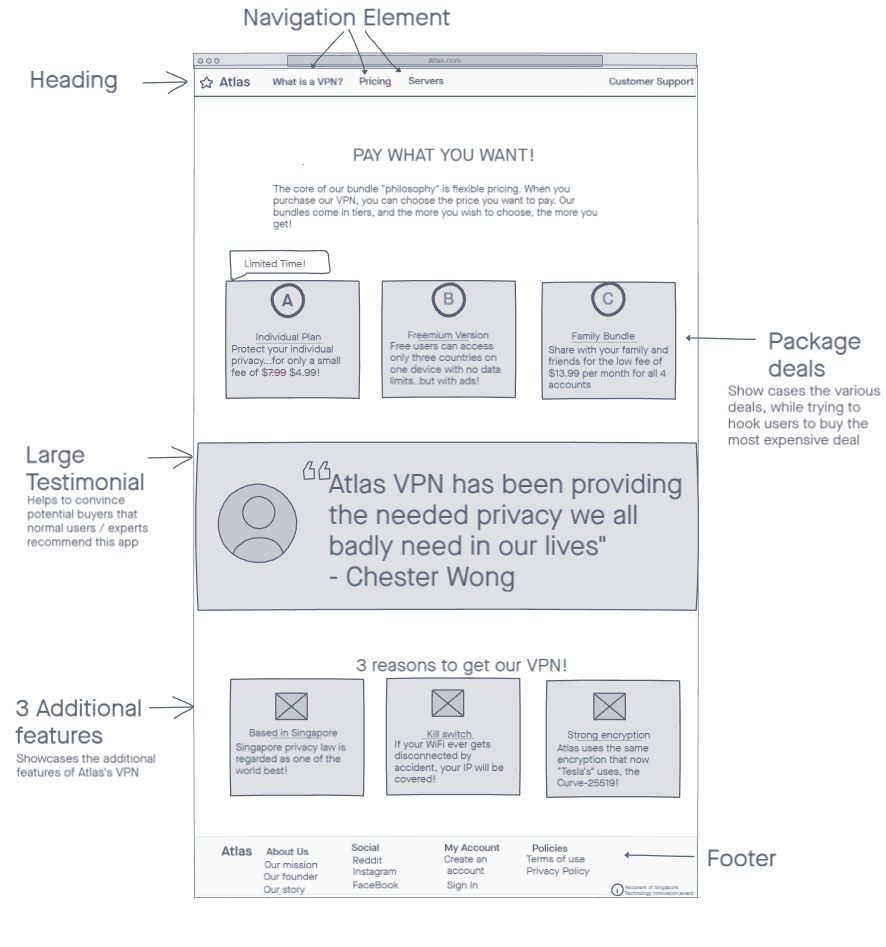 Navigation Element
Heading
Atlas.com
Atlas What is a VPN? Pricing Servers Customer Support
PAY WHAT YOU WANT!
The core of our bundle "philosophy" is flexible pricing. When you
purchase our VPN, you can choose the price you want to pay. Our
bundles come in tiers, and the more you wish to choose, the more you
get!
Limited Time!
A
Individual Plan
Protect your individual
privacy...for only a small
fee of $7.99 $4.99!
B
Freemium Version
Free users can access
only three countries on
one device with no data
limits..but with ads!
C
Family Bundle
Share with your family and
friends for the low fee of
$13.99 per month for all 4
accounts
Package
deals
Show cases the various
deals, while trying to
hook users to buy the
most expensive deal
Large
Testimonial
Helps to convince
potential buyers that
normal users / experts
recommend this app
“Atlas VPN has been providing
the needed privacy we all
badly need in our lives"
- Chester Wong
3 Additional
features
Showcases the additional
features of Atlas's VPN
3 reasons to get our VPN!
Based in Singapore
Singapore privacy law is
regarded as one of the
world best!
Kill switch
If your WiFi ever gets
disconnected by
accident, your IP will be
covered!
Strong encryption
Atlas uses the same
encryption that now
"Tesla's" uses, the
Curve-25519!
Atlas
About Us
Our mission
Our founder
Our story
Social
Reddit
Instagram
FaceBook
My Account
Create an
account
Sign In
Policies
Terms of use
Privacy Policy
Recipient of Singapore
Technology Innovation award
Footer